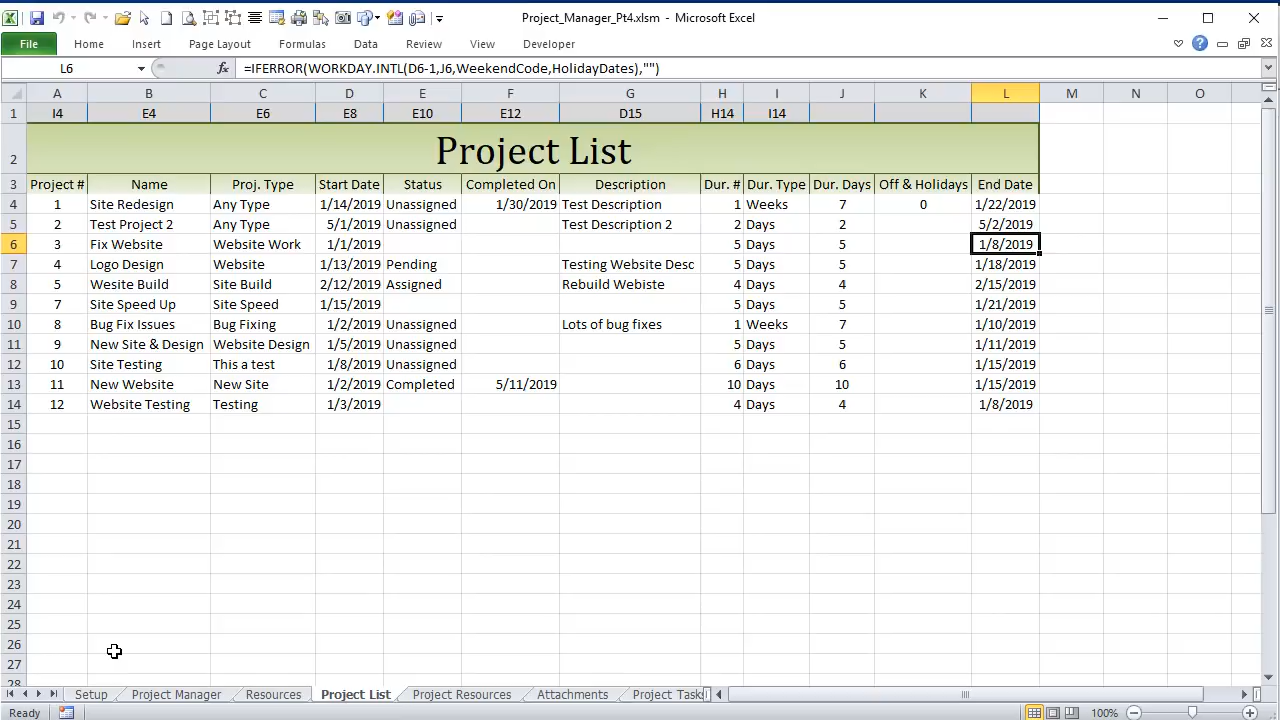 Project_Manager_Pt4.xlsm - Microsoft Excel
File Home Insert Page Layout Formulas Data Review View Developer
L6 fx =IFERROR(WORKDAY.INTL(D6-1,J6,WeekendCode,HolidayDates),"")
A B C D E F G H I J K L M N O
1 I4 E4 E6 E8 E10 E12 D15 H14 I14
2 Project List
3 Project # Name Proj. Type Start Date Status Completed On Description Dur. # Dur. Type Dur. Days Off & Holidays End Date
4 1 Site Redesign Any Type 1/14/2019 Unassigned 1/30/2019 Test Description 1 Weeks 7 0 1/22/2019
5 2 Test Project 2 Any Type 5/1/2019 Unassigned Test Description 2 2 Days 2 5/2/2019
6 3 Fix Website Website Work 1/1/2019 5 Days 5 1/8/2019
7 4 Logo Design Website 1/13/2019 Pending Testing Website Desc 5 Days 5 1/18/2019
8 5 Wesite Build Site Build 2/12/2019 Assigned Rebuild Webiste 4 Days 4 2/15/2019
9 7 Site Speed Up Site Speed 1/15/2019 5 Days 5 1/21/2019
10 8 Bug Fix Issues Bug Fixing 1/2/2019 Unassigned Lots of bug fixes 1 Weeks 7 1/10/2019
11 9 New Site & Design Website Design 1/5/2019 Unassigned 5 Days 5 1/11/2019
12 10 Site Testing This a test 1/8/2019 Unassigned 6 Days 6 1/15/2019
13 11 New Website New Site 1/2/2019 Completed 5/11/2019 10 Days 10 1/15/2019
14 12 Website Testing Testing 1/3/2019 4 Days 4 1/8/2019
15
16
17
18
19
20
21
22
23
24
25
26
27
28
Setup Project Manager Resources Project List Project Resources Attachments Project Tasks
Ready 100%